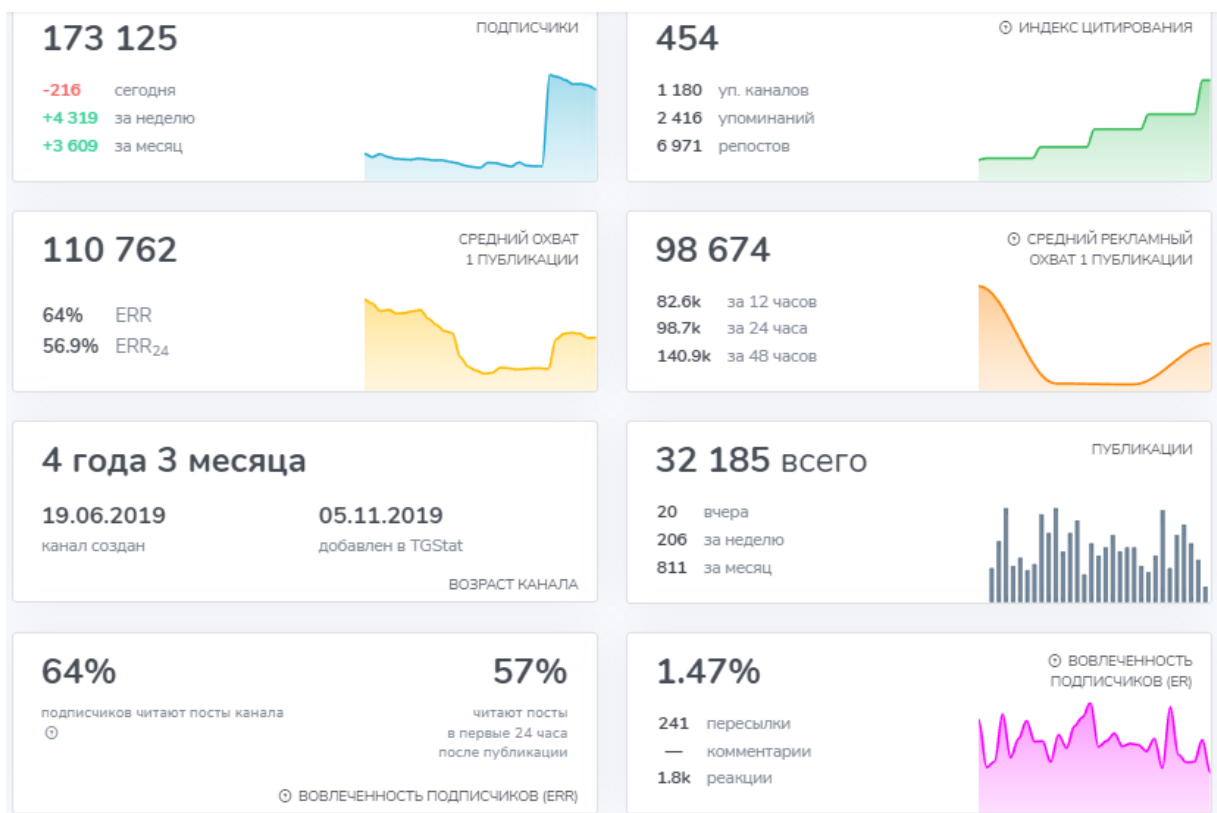 173 125
ПОДПИСЧИКИ
-216 сегодня
+4 319 за неделю
+3 609 за месяц
454
ИНДЕКС ЦИТИРОВАНИЯ
1 180 уп. каналов
2 416 упоминаний
6 971 репостов
110 762
СРЕДНИЙ ОХВАТ
1 ПУБЛИКАЦИИ
64% ERR
56.9% ERR24
98 674
СРЕДНИЙ РЕКЛАМНЫЙ
ОХВАТ 1 ПУБЛИКАЦИИ
82.6k за 12 часов
98.7k за 24 часа
140.9k за 48 часов
4 года 3 месяца
19.06.2019 05.11.2019
канал создан добавлен в TGStat
ВОЗРАСТ КАНАЛА
32 185 всего
ПУБЛИКАЦИИ
20 вчера
206 за неделю
811 за месяц
64%
подписчиков читают посты канала
57%
читают посты
в первые 24 часа
после публикации
ВОВЛЕЧЕННОСТЬ ПОДПИСЧИКОВ (ERR)
1.47%
ВОВЛЕЧЕННОСТЬ
ПОДПИСЧИКОВ (ER)
241 пересылки
— комментарии
1.8k реакции